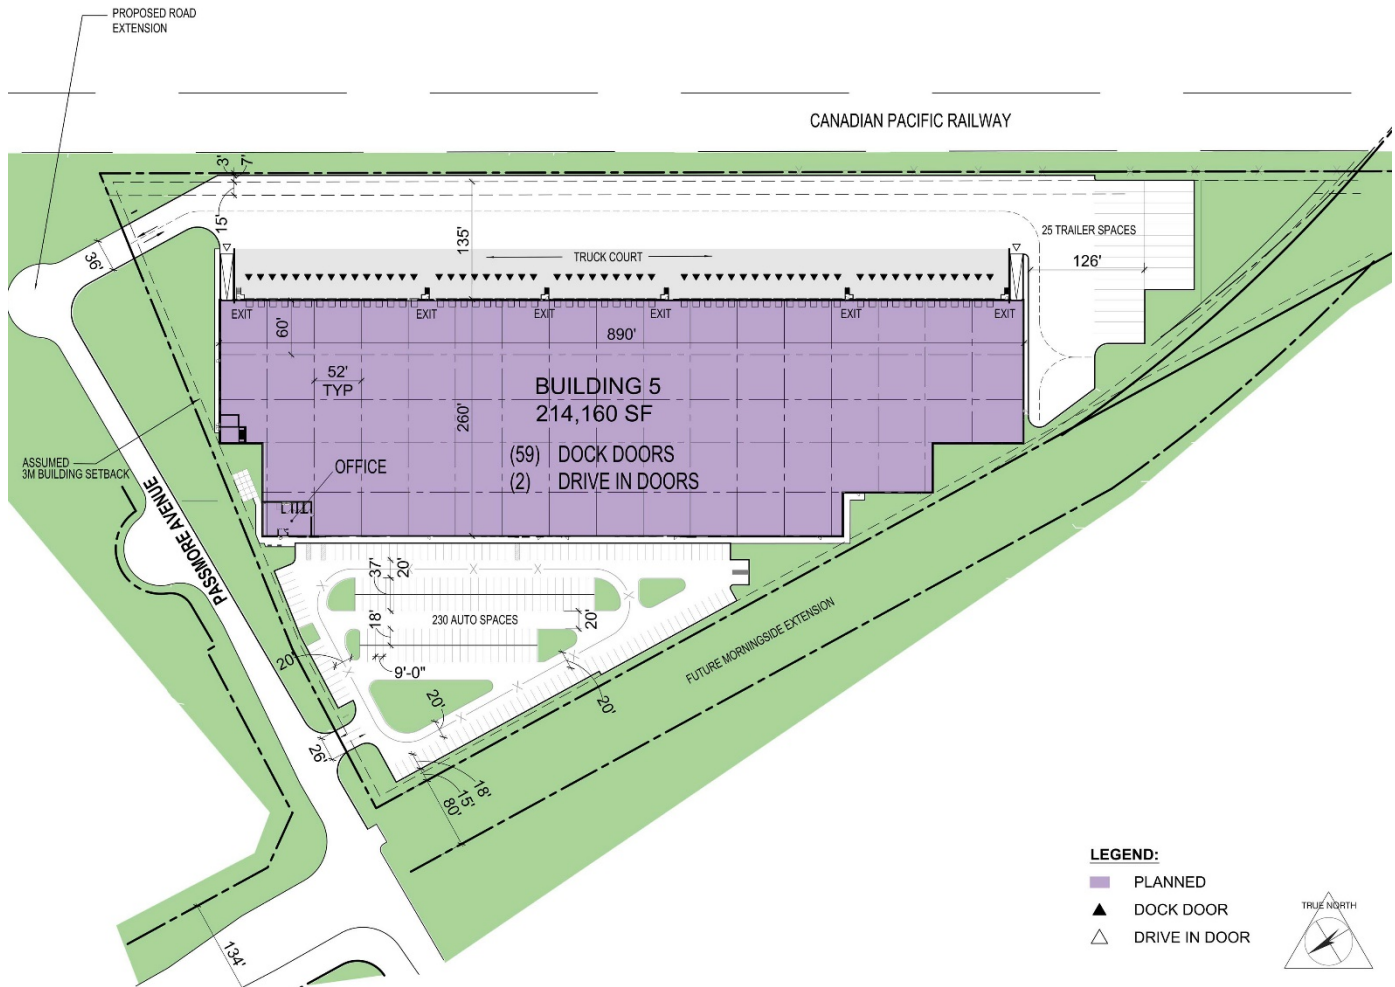 PROPOSED ROAD
EXTENSION
CANADIAN PACIFIC RAILWAY
3'
7'
15'
135'
36'
25 TRAILER SPACES
126'
TRUCK COURT
EXIT
EXIT
EXIT
EXIT
EXIT
EXIT
60'
890'
52'
TYP
BUILDING 5
214,160 SF
260'
(59) DOCK DOORS
(2) DRIVE IN DOORS
OFFICE
ASSUMED
3M BUILDING SETBACK
PASSMORE AVENUE
37'
20'
18'
230 AUTO SPACES
20'
20'
9'-0"
20'
20'
FUTURE MORNINGSIDE EXTENSION
26'
18'
15'
80'
134'
LEGEND:
PLANNED
DOCK DOOR
DRIVE IN DOOR
TRUE NORTH